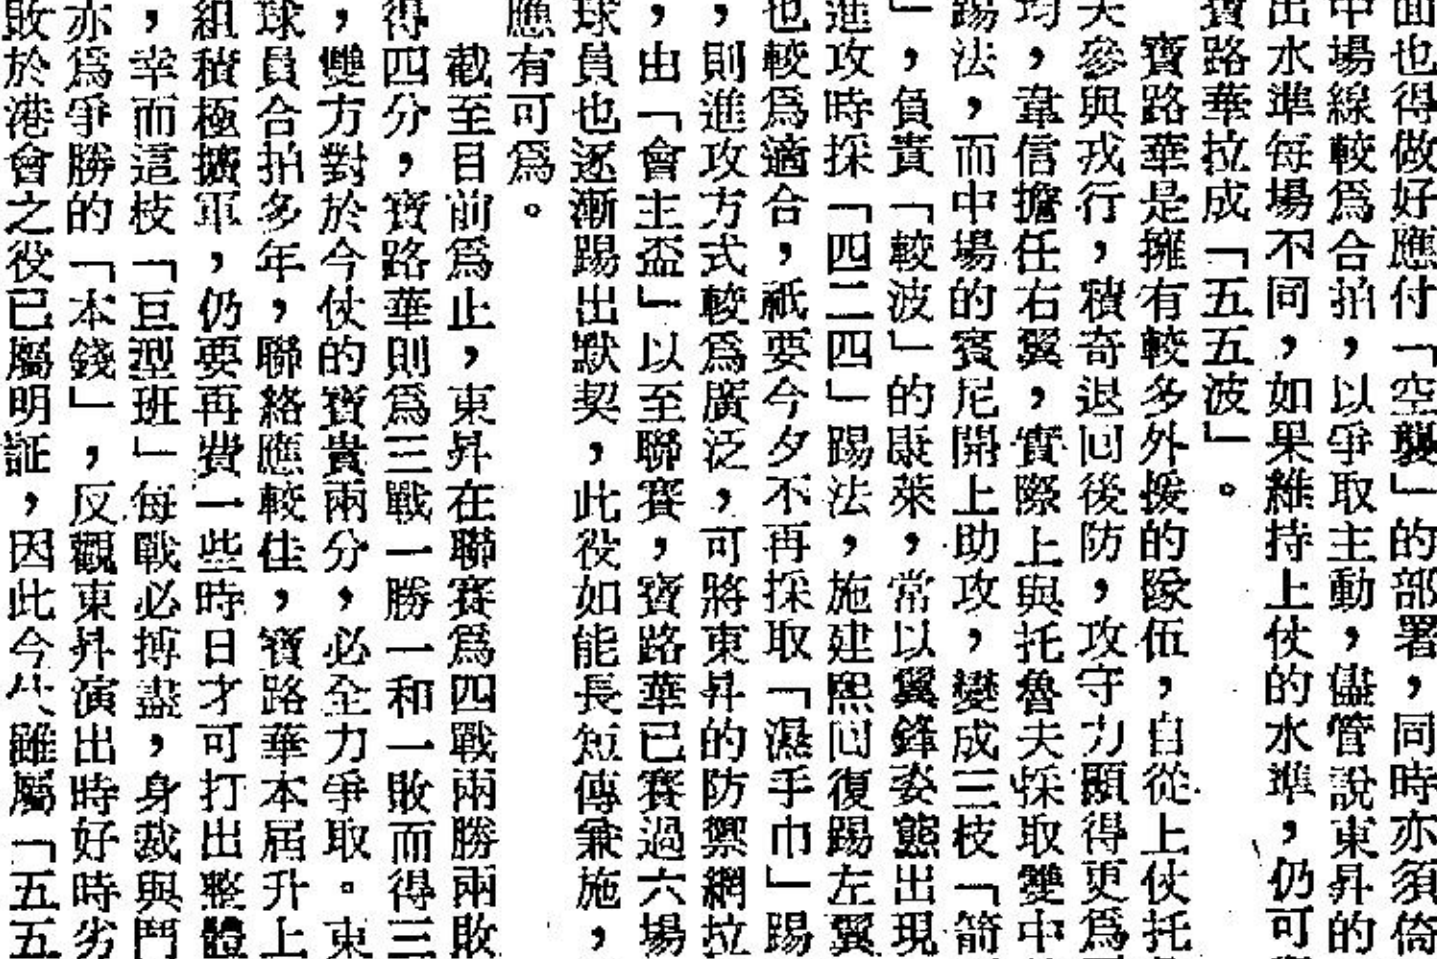 面也得做好應付「空襲」的部署，同時亦須倚
中場線較為合拍，以爭取主動，儘管說東昇的
出水準每場不同，如果維持上仗的水準，仍可
寶路華拉成「五五波」。
寶路華是擁有較多外援的隊伍，自從上仗托
夫參與戎行，積奇退回後防，攻守力顯得更為
均，韋信擔任右翼，實際上與托魯夫採取雙中
踢法，而中場的賓尼開上助攻，變成三枝「箭
」，負責「較波」的康萊，常以翼鋒姿態出現
進攻時採「四二四」踢法，施建熙回復踢左翼
也較為適合，祇要今夕不再採取「濕手巾」踢
，則進攻方式較為廣泛，可將東昇的防禦網拉
，由「會主盃」以至聯賽，寶路華已賽過六場
球員也逐漸踢出默契，此役如能長短傳兼施，
應有可為。
截至目前為止，東昇在聯賽為四戰兩勝兩敗
得四分，寶路華則為三戰一勝一和一敗而得三
，雙方對於今仗的寶貴兩分，必全力爭取。東
球員合拍多年，聯絡應較佳，寶路華本屆升上
組積極擴軍，仍要再費一些時日才可打出整體
，幸而這枝「巨型班」每戰必搏盡，身裁與鬥
亦為爭勝的「本錢」，反觀東昇演出時好時劣
敗於港會之役已屬明証，因此今仗雖屬「五五